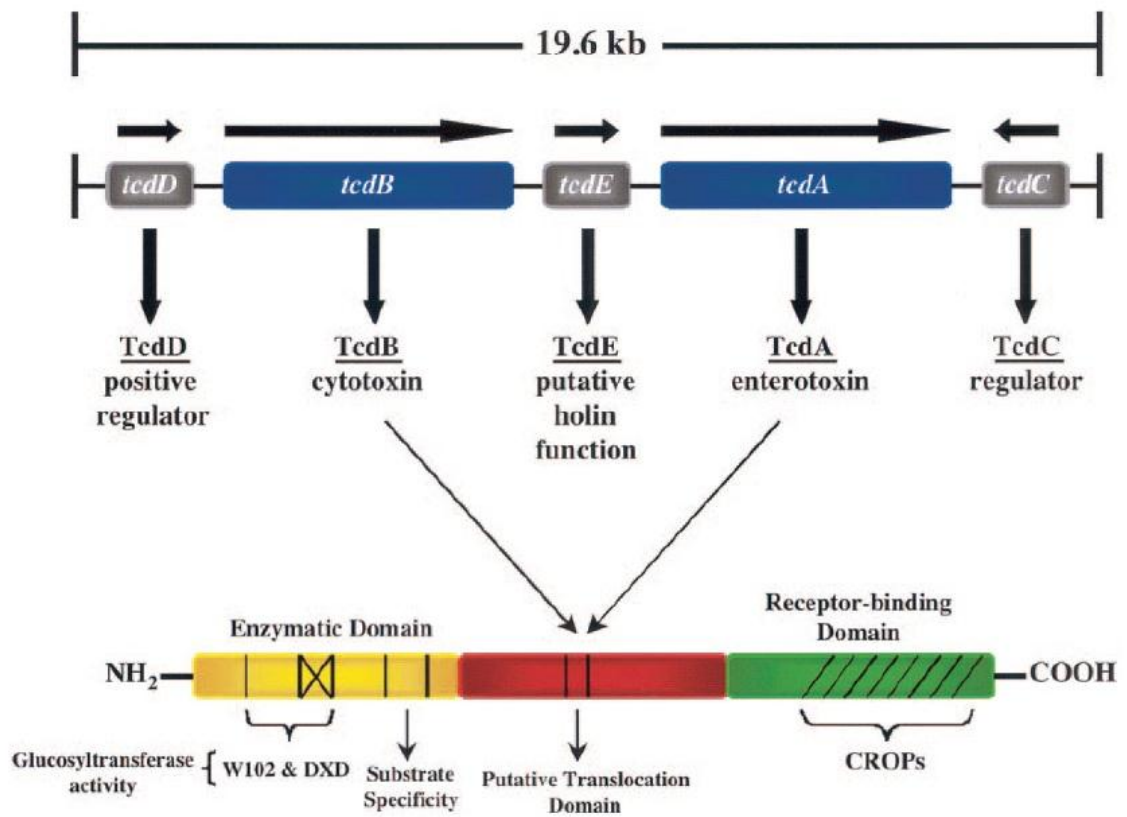 19.6 kb
tcdD
tcdB
tcdE
tcdA
tcdC
TcdD
positive
regulator
TcdB
cytotoxin
TcdE
putative
holin
function
TcdA
enterotoxin
TcdC
regulator
Enzymatic Domain
Receptor-binding
Domain
NH2
COOH
Glucosyltransferase
activity
W102 & DXD
Substrate
Specificity
Putative Translocation
Domain
CROPs